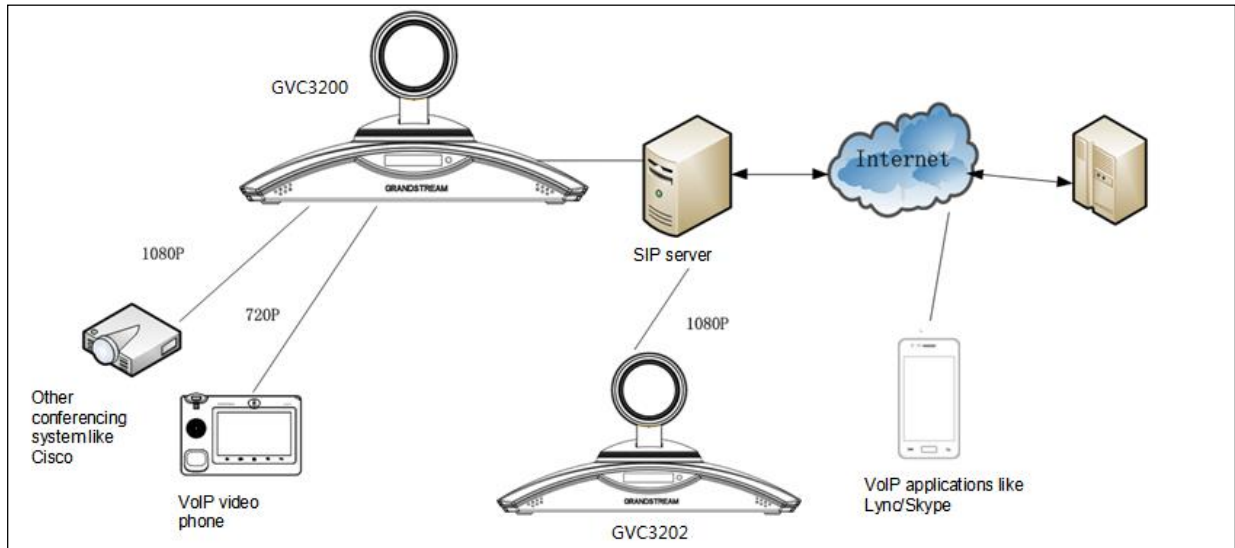 GVC3200
Internet
GRANDSTREAM
SIP server
1080P
720P
1080P
Other
conferencing
system like
Cisco
VoIP video
phone
GRANDSTREAM
GVC3202
VoIP applications like
Lync/Skype